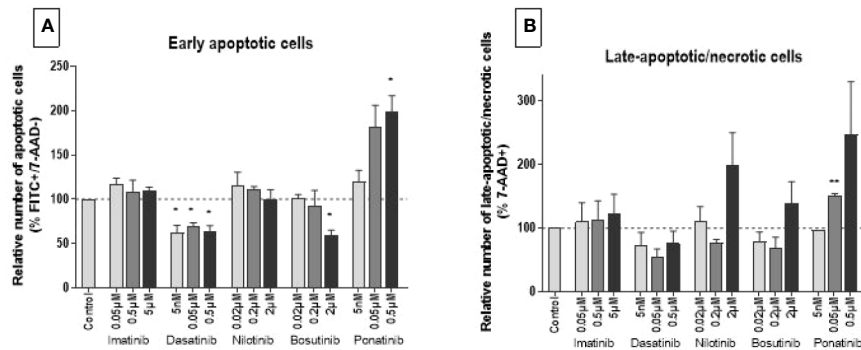 A
Early apoptotic cells
Relative number of apoptotic cells
(% FITC+/7-AAD-)
250
200
150
100
50
0
*
*
*
*
*
Control
0.05µM
0.5µM
5µM
5nM
0.05µM
0.5µM
0.02µM
0.2µM
2µM
0.02µM
0.2µM
2µM
5nM
0.05µM
0.5µM
Imatinib
Dasatinib
Nilotinib
Bosutinib
Ponatinib
B
Late-apoptotic/necrotic cells
Relative number of late-apoptotic/necrotic cells
(% 7-AAD+)
300
200
100
0
**
Control
0.05µM
0.5µM
5µM
5nM
0.05µM
0.5µM
0.02µM
0.2µM
2µM
0.02µM
0.2µM
2µM
5nM
0.05µM
0.5µM
Imatinib
Dasatinib
Nilotinib
Bosutinib
Ponatinib